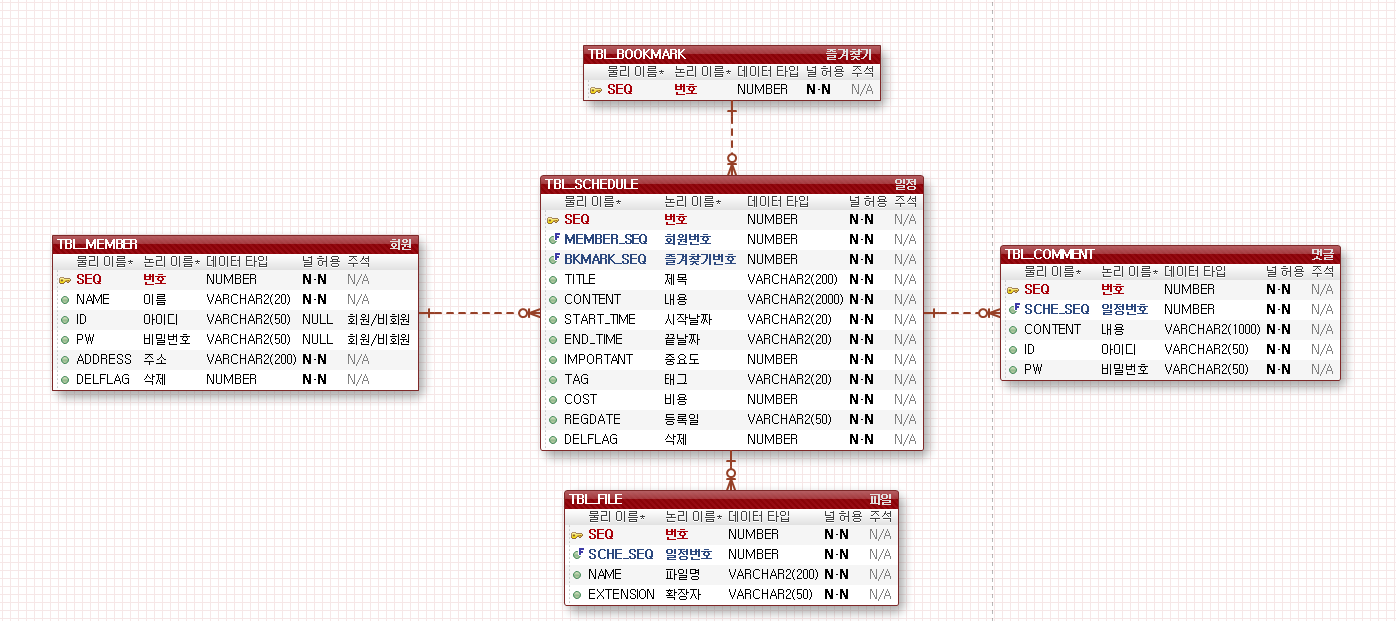 TBL_BOOKMARK 즐겨찾기
물리 이름* 논리 이름* 데이터 타입 널 허용 주석
SEQ 번호 NUMBER N-N N/A
TBL_SCHEDULE 일정
물리 이름* 논리 이름* 데이터 타입 널 허용 주석
SEQ 번호 NUMBER N-N N/A
MEMBER_SEQ 회원번호 NUMBER N-N N/A
BKMARK_SEQ 즐겨찾기번호 NUMBER N-N N/A
TITLE 제목 VARCHAR2(200) N-N N/A
CONTENT 내용 VARCHAR2(2000) N-N N/A
START_TIME 시작날짜 VARCHAR2(20) N-N N/A
END_TIME 끝날짜 VARCHAR2(20) N-N N/A
IMPORTANT 중요도 NUMBER N-N N/A
TAG 태그 VARCHAR2(20) N-N N/A
COST 비용 NUMBER N-N N/A
REGDATE 등록일 VARCHAR2(50) N-N N/A
DELFLAG 삭제 NUMBER N-N N/A
TBL_MEMBER 회원
물리 이름* 논리 이름* 데이터 타입 널 허용 주석
SEQ 번호 NUMBER N-N N/A
NAME 이름 VARCHAR2(20) N-N N/A
ID 아이디 VARCHAR2(50) NULL 회원/비회원
PW 비밀번호 VARCHAR2(50) NULL 회원/비회원
ADDRESS 주소 VARCHAR2(200) N-N N/A
DELFLAG 삭제 NUMBER N-N N/A
TBL_COMMENT 댓글
물리 이름* 논리 이름* 데이터 타입 널 허용 주석
SEQ 번호 NUMBER N-N N/A
SCHE_SEQ 일정번호 NUMBER N-N N/A
CONTENT 내용 VARCHAR2(1000) N-N N/A
ID 아이디 VARCHAR2(50) N-N N/A
PW 비밀번호 VARCHAR2(50) N-N N/A
TBL_FILE 파일
물리 이름* 논리 이름* 데이터 타입 널 허용 주석
SEQ 번호 NUMBER N-N N/A
SCHE_SEQ 일정번호 NUMBER N-N N/A
NAME 파일명 VARCHAR2(200) N-N N/A
EXTENSION 확장자 VARCHAR2(50) N-N N/A